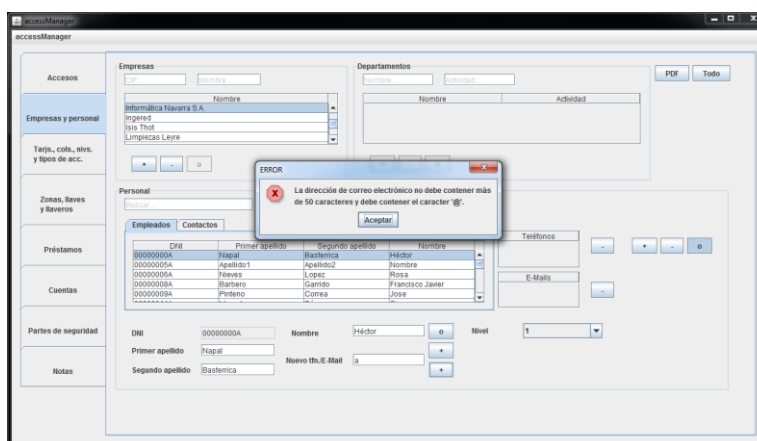 accessManager
accessManager
Accesos
Empresas y personal
Tarjs., cols., nivs.
y tipos de acc.
Zonas, llaves
y llaveros
Préstamos
Cuentas
Partes de seguridad
Notas
Empresas
CIF...
Nombre...
Nombre
Informática Navarra S.A.
Ingered
Isis Thot
Limpiezas Leyre
+ - o
Departamentos
Nombre...
Actividad...
Nombre Actividad
PDF Todo
ERROR
La dirección de correo electrónico no debe contener más
de 50 caracteres y debe contener el caracter '@'.
Aceptar
Personal
Buscar...
Empleados Contactos
DNI Primer apellido Segundo apellido Nombre
00000000A Napal Basterrica Héctor
00000005A Apellido1 Apellido2 Nombre
00000006A Nieves Lopez Rosa
00000008A Barbero Garrido Francisco Javier
00000009A Pinteno Correa Jose
Teléfonos
-
E-Mails
-
+ - o
DNI 00000000A Nombre Héctor o Nivel 1
Primer apellido Napal +
Nuevo tfn./E-Mail a
Segundo apellido Basterrica +